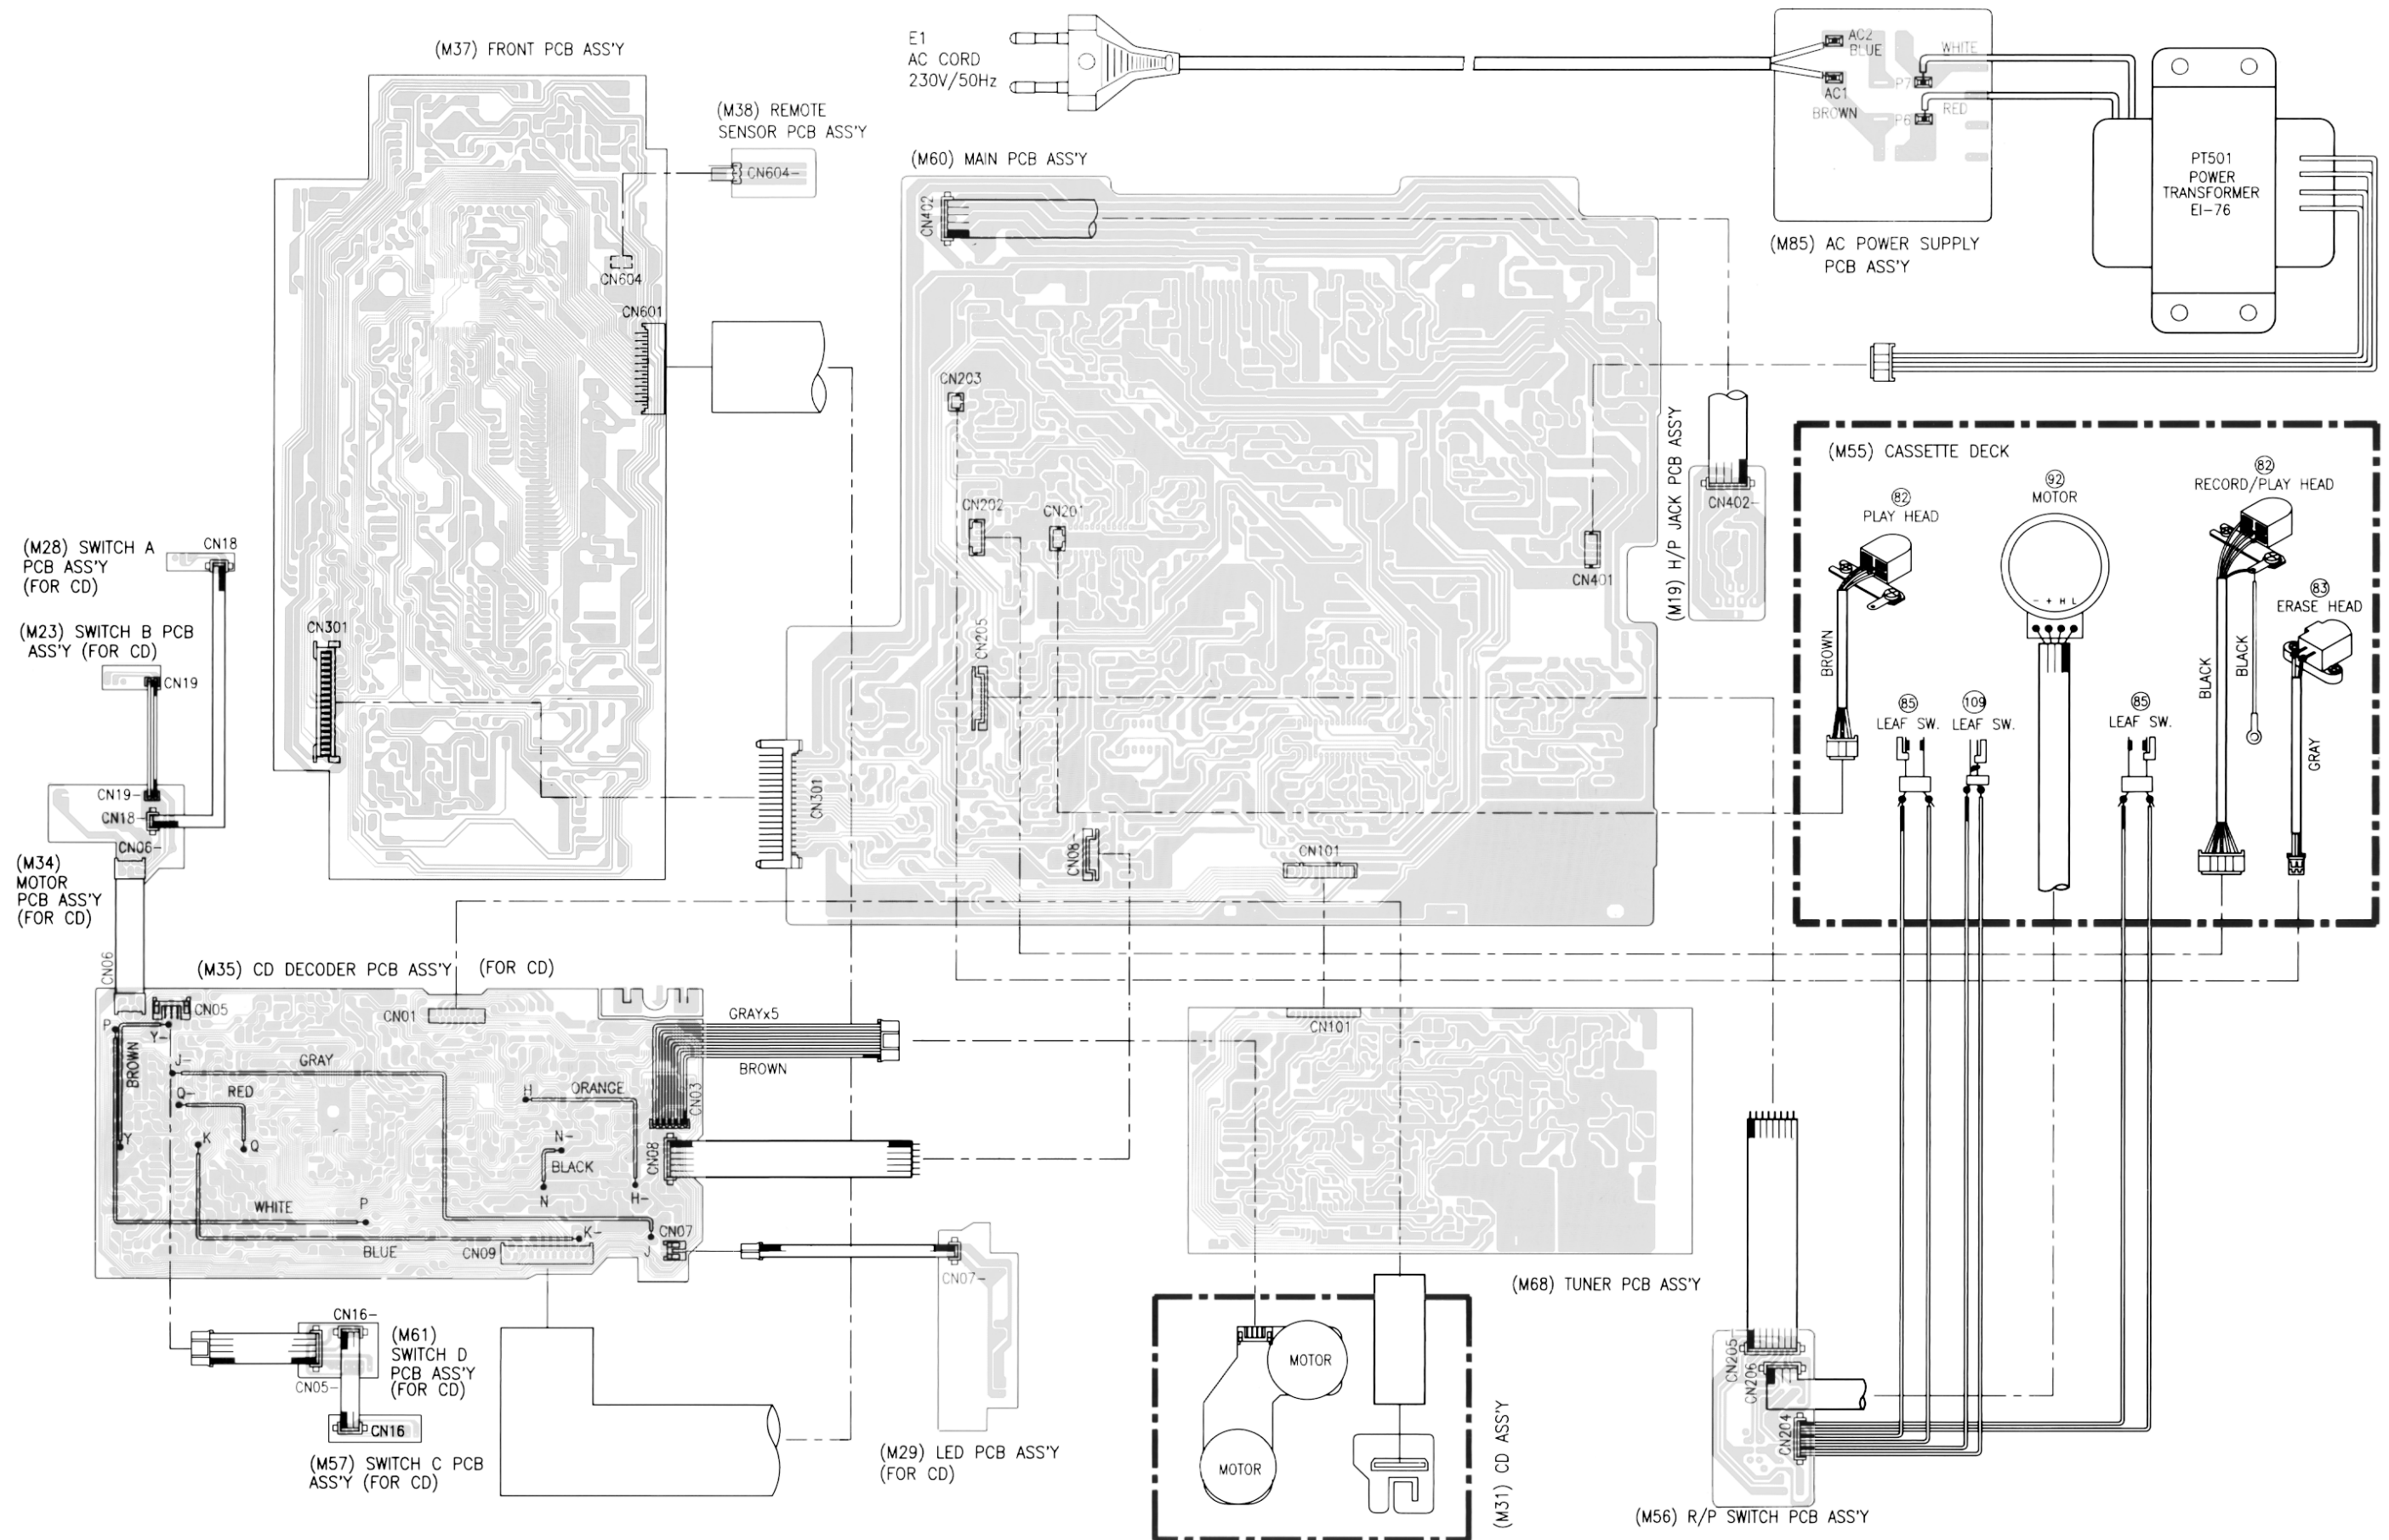 (M37) FRONT PCB ASS'Y
E1
AC CORD
230V/50Hz
AC2
BLUE
AC1
BROWN
WHITE
P7
RED
P6
PT501
POWER
TRANSFORMER
EI-76
(M85) AC POWER SUPPLY
PCB ASS'Y
(M38) REMOTE
SENSOR PCB ASS'Y
CN604-
CN604
CN601
CN301
(M60) MAIN PCB ASS'Y
CN402
CN203
CN202
CN201
CN205
CN401
CN301
CN08-
CN101
(M19) H/P JACK PCB ASS'Y
CN402-
(M55) CASSETTE DECK
82
PLAY HEAD
92
MOTOR
- + H L
82
RECORD/PLAY HEAD
83
ERASE HEAD
BROWN
BLACK
BLACK
GRAY
85
LEAF SW.
109
LEAF SW.
85
LEAF SW.
(M28) SWITCH A
PCB ASS'Y
(FOR CD)
CN18
(M23) SWITCH B PCB
ASS'Y (FOR CD)
CN19
CN19-
CN18-
CN06-
(M34)
MOTOR
PCB ASS'Y
(FOR CD)
CN06
(M35) CD DECODER PCB ASS'Y (FOR CD)
CN05
CN01
P-
Y-
BROWN
J-
GRAY
Q-
RED
Y
K
Q
H
ORANGE
N-
BLACK
N
H-
WHITE
P
BLUE
K-
J
CN07
CN09
CN03
CN08
GRAYx5
BROWN
CN07-
(M29) LED PCB ASS'Y
(FOR CD)
CN16-
(M61)
SWITCH D
PCB ASS'Y
(FOR CD)
CN05-
CN16
(M57) SWITCH C PCB
ASS'Y (FOR CD)
CN101
(M68) TUNER PCB ASS'Y
MOTOR
MOTOR
(M31) CD ASS'Y
CN205
CN206
CN204
(M56) R/P SWITCH PCB ASS'Y